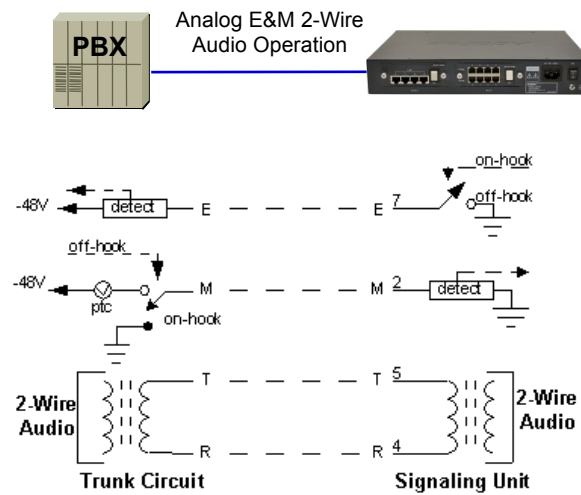 Analog E&M 2-Wire
Audio Operation
PBX
on-hook
off-hook
-48V detect E E 7
off-hook
-48V ptc M M 2 detect
on-hook
T T 5
2-Wire
Audio
2-Wire
Audio
R R 4
Trunk Circuit Signaling Unit